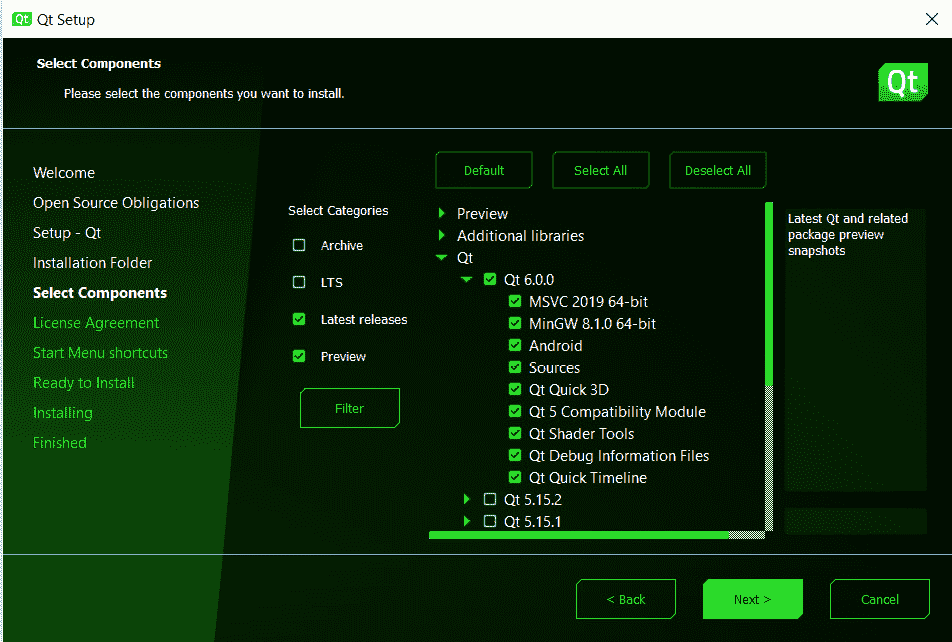 Qt Qt Setup
Select Components
Please select the components you want to install.
Qt
Welcome
Open Source Obligations
Setup - Qt
Installation Folder
Select Components
License Agreement
Start Menu shortcuts
Ready to Install
Installing
Finished
Select Categories
Archive
LTS
Latest releases
Preview
Filter
Default
Select All
Deselect All
Preview
Additional libraries
Qt
Qt 6.0.0
MSVC 2019 64-bit
MinGW 8.1.0 64-bit
Android
Sources
Qt Quick 3D
Qt 5 Compatibility Module
Qt Shader Tools
Qt Debug Information Files
Qt Quick Timeline
Qt 5.15.2
Qt 5.15.1
Latest Qt and related
package preview
snapshots
< Back
Next >
Cancel